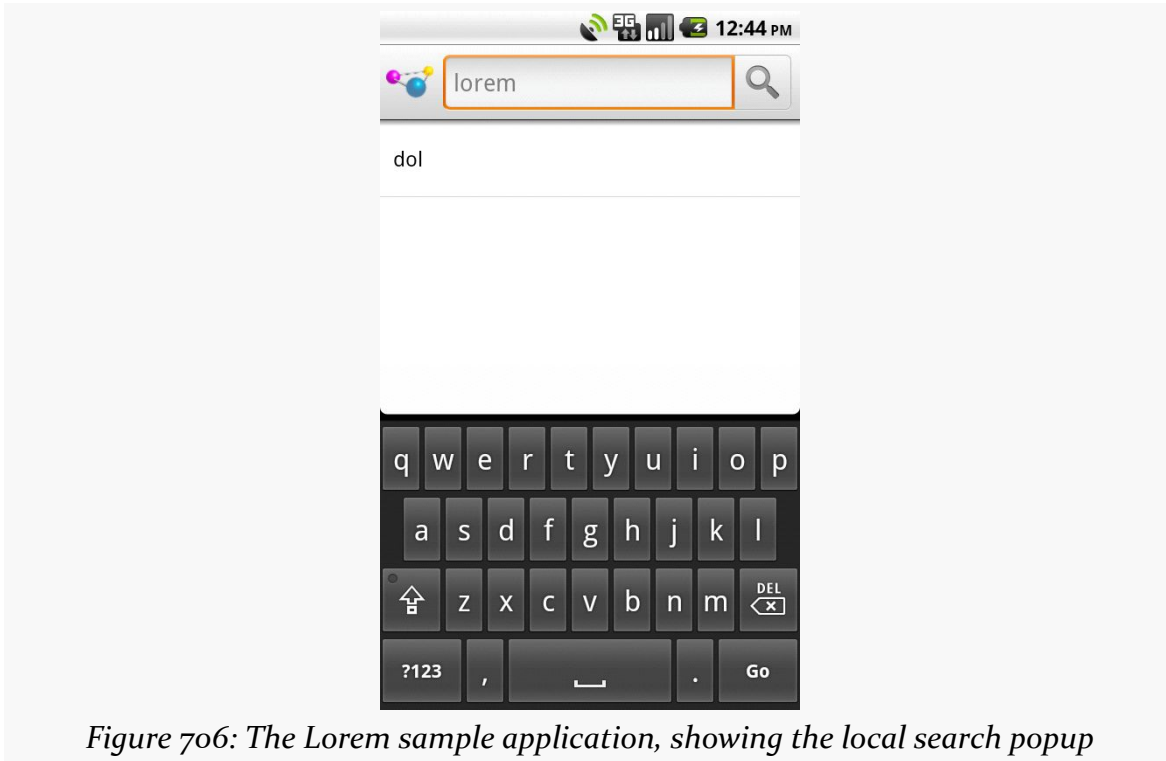 3G 12:44 PM
lorem
dol
q w e r t y u i o p
a s d f g h j k l
z x c v b n m DEL
?123 , . Go
Figure 706: The Lorem sample application, showing the local search popup